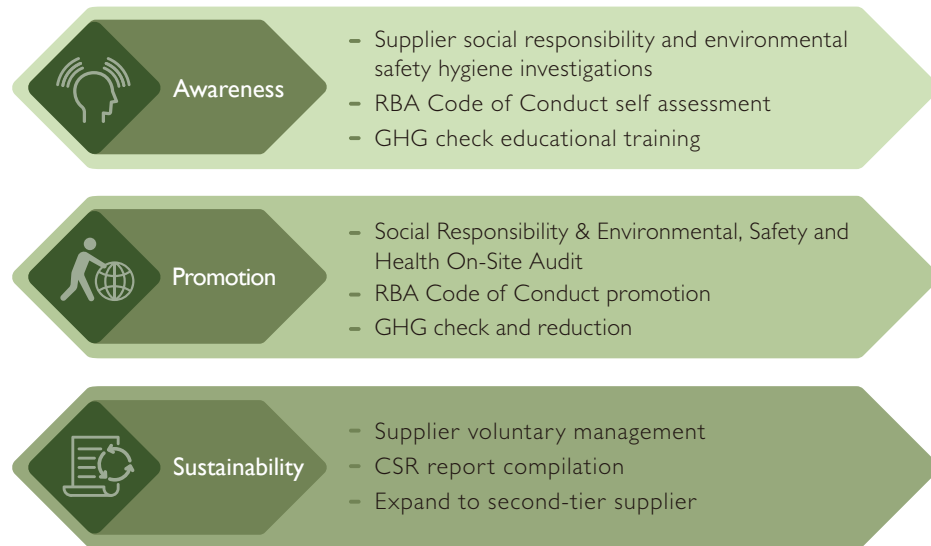 Awareness
– Supplier social responsibility and environmental
safety hygiene investigations
– RBA Code of Conduct self assessment
– GHG check educational training
Promotion
– Social Responsibility & Environmental, Safety and
Health On-Site Audit
– RBA Code of Conduct promotion
– GHG check and reduction
Sustainability
– Supplier voluntary management
– CSR report compilation
– Expand to second-tier supplier